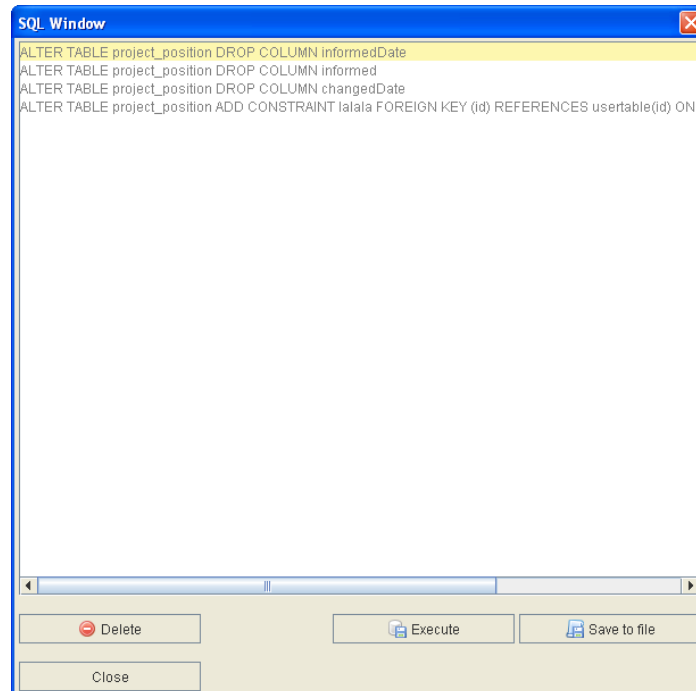 SQL Window
ALTER TABLE project_position DROP COLUMN informedDate
ALTER TABLE project_position DROP COLUMN informed
ALTER TABLE project_position DROP COLUMN changedDate
ALTER TABLE project_position ADD CONSTRAINT lalala FOREIGN KEY (id) REFERENCES usertable(id) ON
Delete
Execute
Save to file
Close